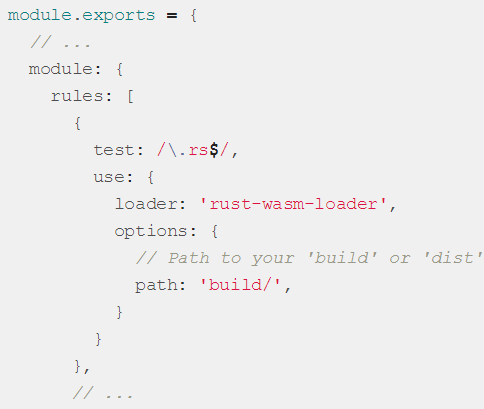 module.exports = {
  // ...
  module: {
    rules: [
      {
        test: /\.rs$/,
        use: {
          loader: 'rust-wasm-loader',
          options: {
            // Path to your 'build' or 'dist'
            path: 'build/',
          }
        }
      },
      // ...